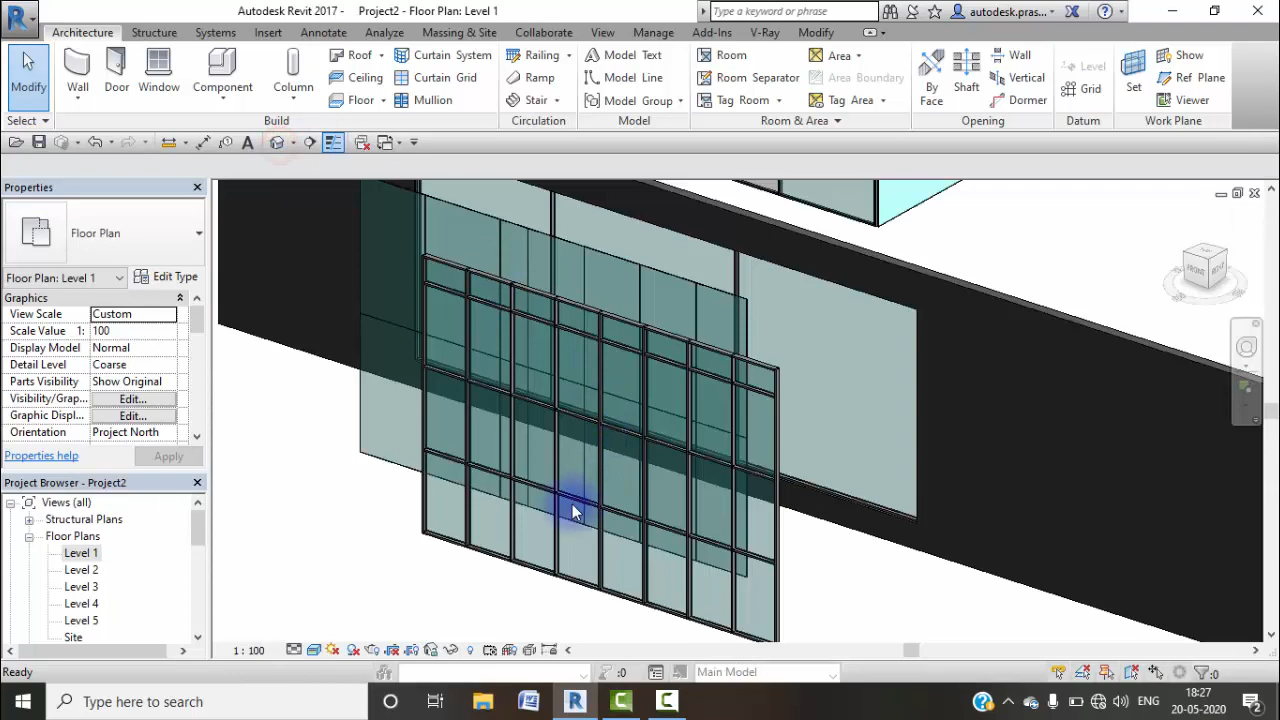 Autodesk Revit 2017 - Project2 - Floor Plan: Level 1
Type a keyword or phrase
autodesk.pras...
Architecture Structure Systems Insert Annotate Analyze Massing & Site Collaborate View Manage Add-Ins V-Ray Modify
Modify
Wall
Door
Window
Component
Column
Roof
Ceiling
Floor
Curtain System
Curtain Grid
Mullion
Railing
Ramp
Stair
Model Text
Model Line
Model Group
Room
Room Separator
Tag Room
Area
Area Boundary
Tag Area
By
Face
Shaft
Wall
Vertical
Dormer
Level
Grid
Set
Show
Ref Plane
Viewer
Select
Build
Circulation
Model
Room & Area
Opening
Datum
Work Plane
Properties
Floor Plan
Floor Plan: Level 1
Edit Type
Graphics
View Scale Custom
Scale Value 1: 100
Display Model Normal
Detail Level Coarse
Parts Visibility Show Original
Visibility/Grap... Edit...
Graphic Displ... Edit...
Orientation Project North
Properties help
Apply
Project Browser - Project2
Views (all)
Structural Plans
Floor Plans
Level 1
Level 2
Level 3
Level 4
Level 5
Site
FRONT
1 : 100
Ready
:0
Main Model
:0
Type here to search
ENG
18:27
20-05-2020
2